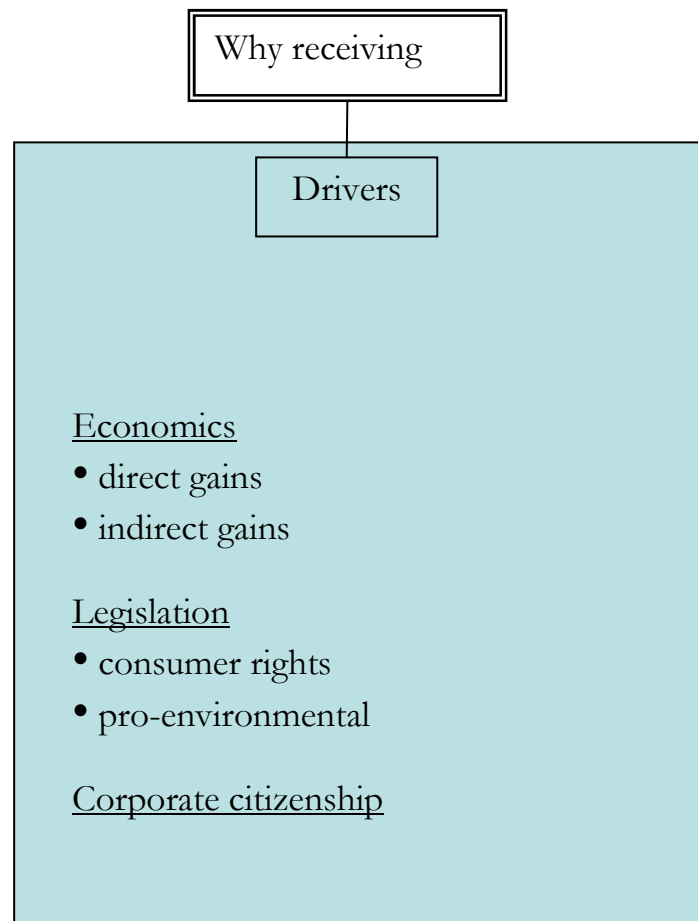 Why receiving
Drivers
Economics
• direct gains
• indirect gains
Legislation
• consumer rights
• pro-environmental
Corporate citizenship